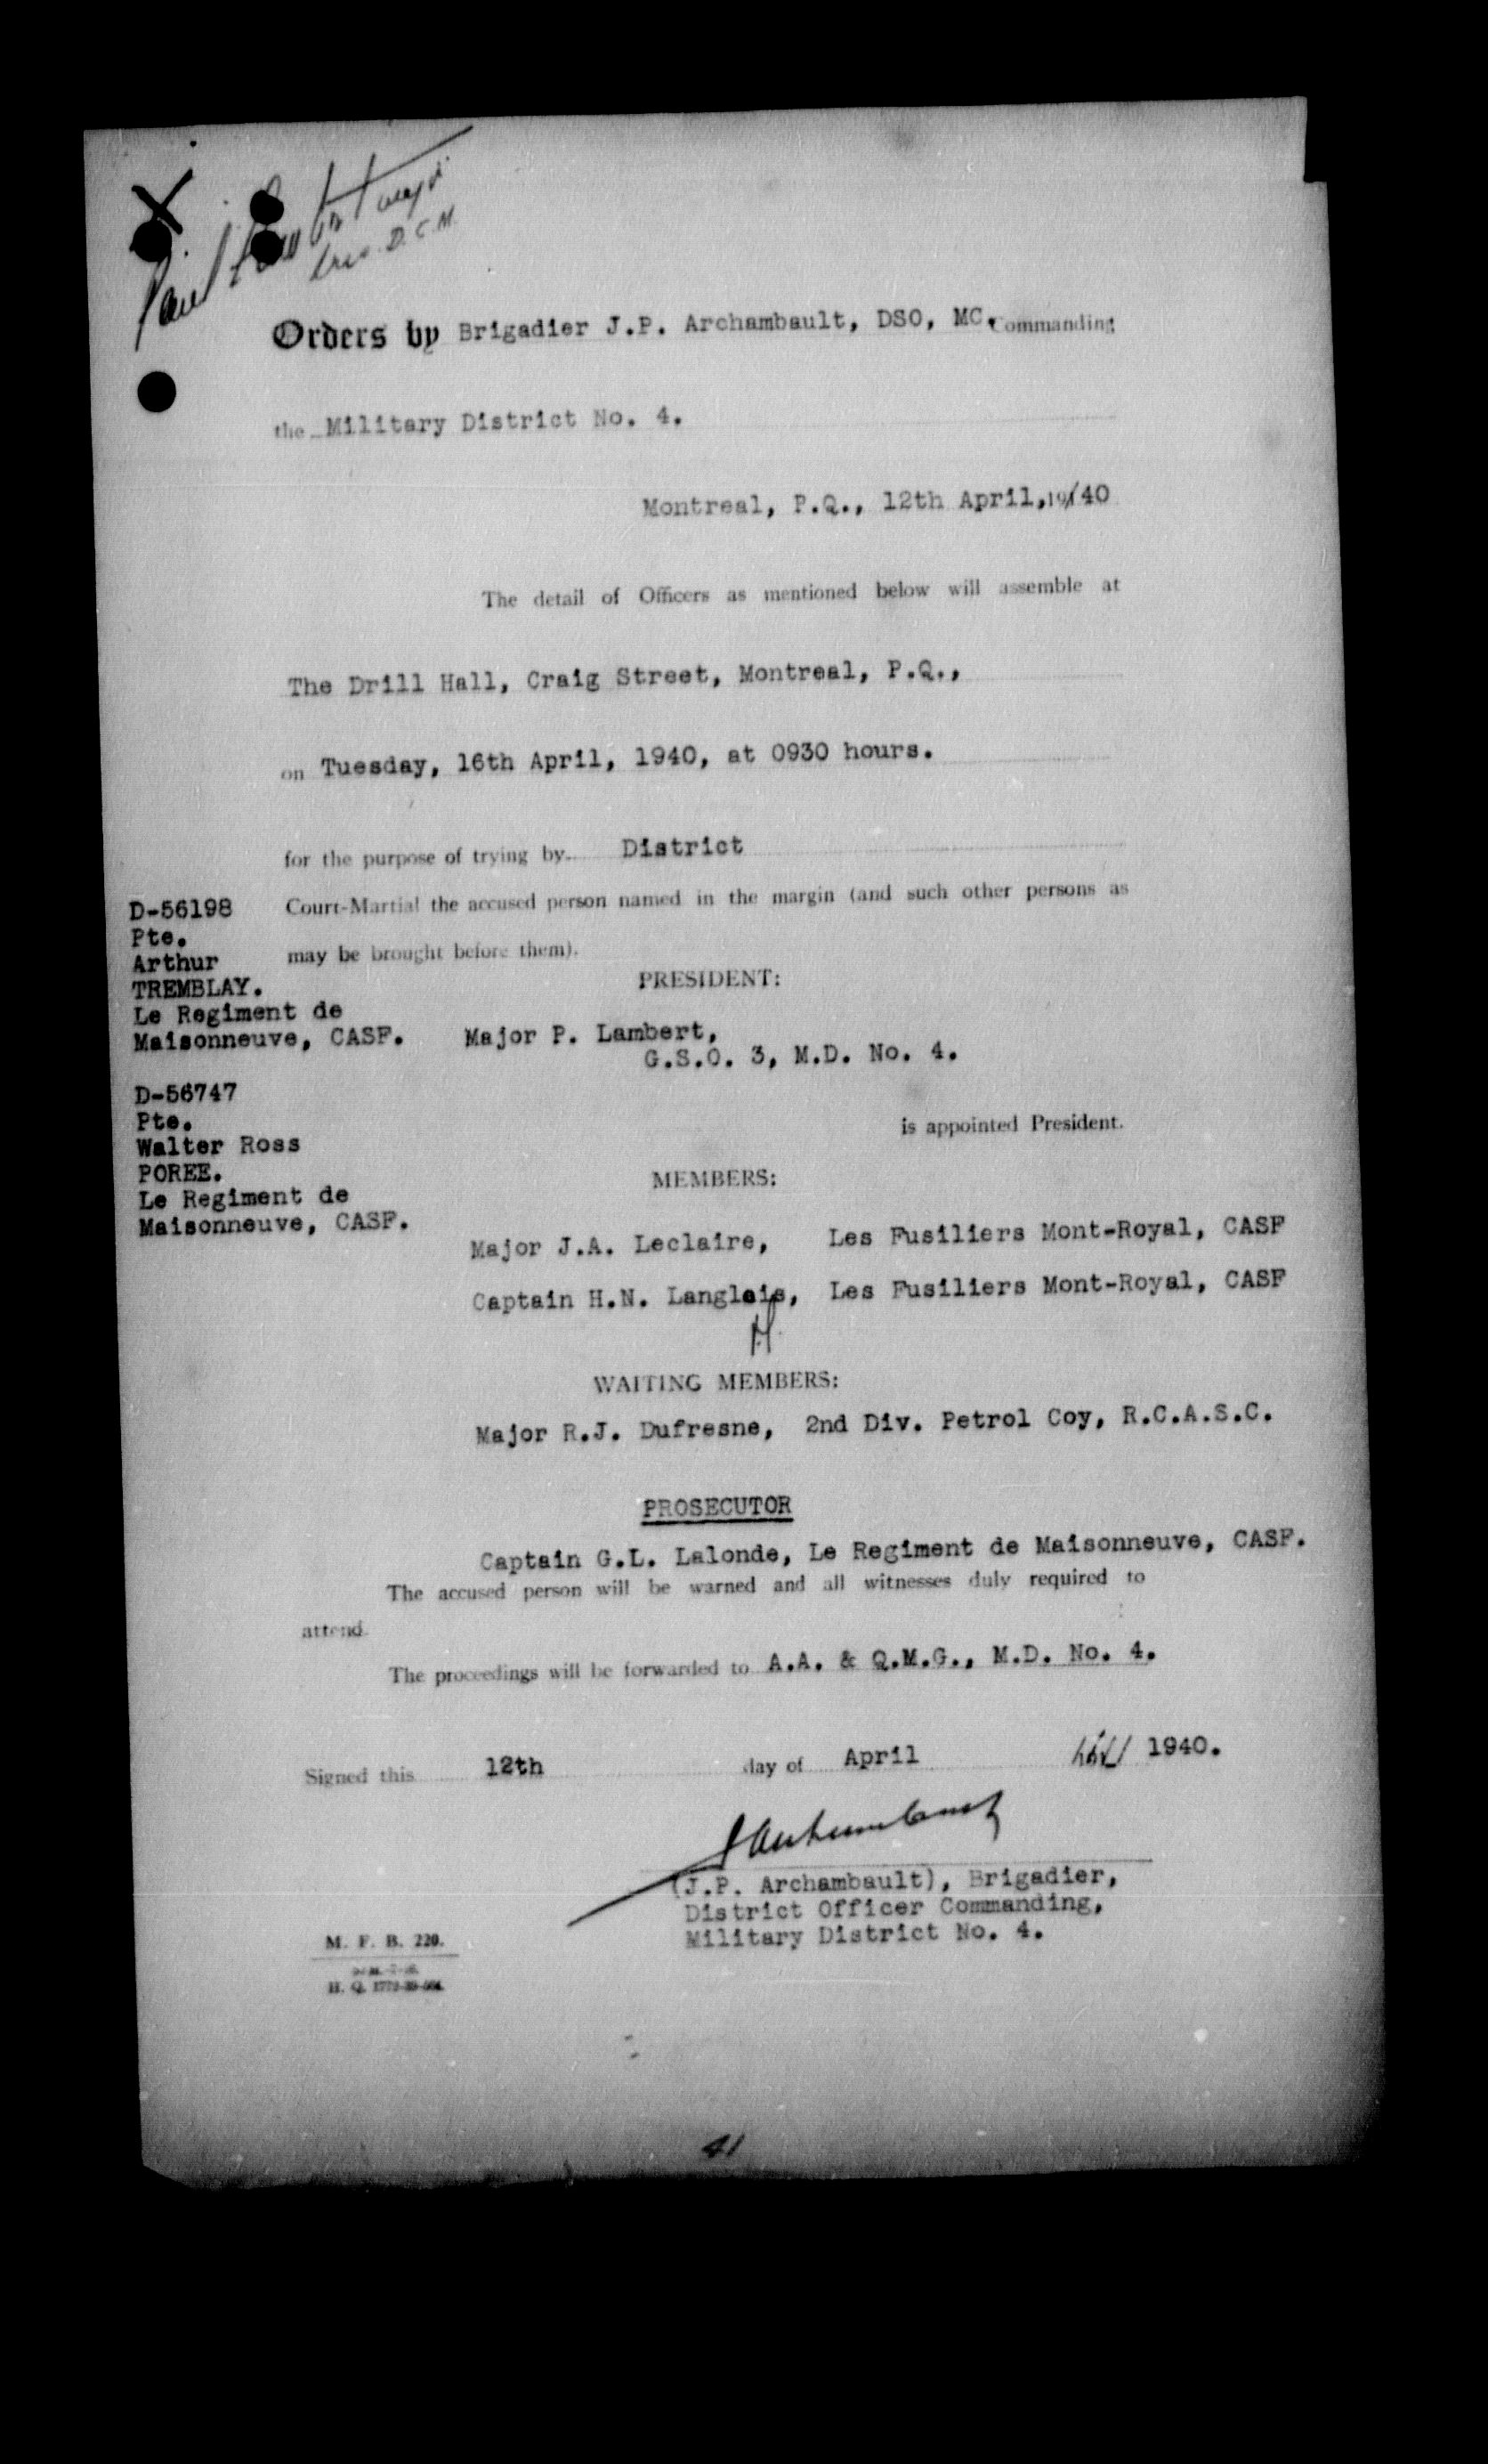 Major
Pres. D.C.M.
Orders by Brigadier J.P. Archambault, DSO, MC. Commanding
the Military District No. 4.
Montreal, P.Q., 12th April, 19/40
The detail of Officers as mentioned below will assemble at
The Drill Hall, Craig Street, Montreal, P.Q.,
on Tuesday, 16th April, 1940, at 0930 hours.
for the purpose of trying by District
Court-Martial the accused person named in the margin (and such other persons as
may be brought before them).
D-56198
Pte.
Arthur
TREMBLAY.
Le Regiment de
Maisonneuve, CASF.
D-56747
Pte.
Walter Ross
POREE.
Le Regiment de
Maisonneuve, CASF.
PRESIDENT:
Major P. Lambert,
G.S.O. 3, M.D. No. 4.
is appointed President.
MEMBERS:
Major J.A. Leclaire, Les Fusiliers Mont-Royal, CASF
Captain H.N. Langlais, Les Fusiliers Mont-Royal, CASF
WAITING MEMBERS:
Major R.J. Dufresne, 2nd Div. Petrol Coy, R.C.A.S.C.
PROSECUTOR
Captain G.L. Lalonde, Le Regiment de Maisonneuve, CASF.
The accused person will be warned and all witnesses duly required to
attend.
The proceedings will be forwarded to A.A. & Q.M.G., M.D. No. 4.
Signed this 12th day of April 1940.
JArchambault
(J.P. Archambault), Brigadier,
District Officer Commanding,
Military District No. 4.
M. F. B. 220.
H. Q.
41